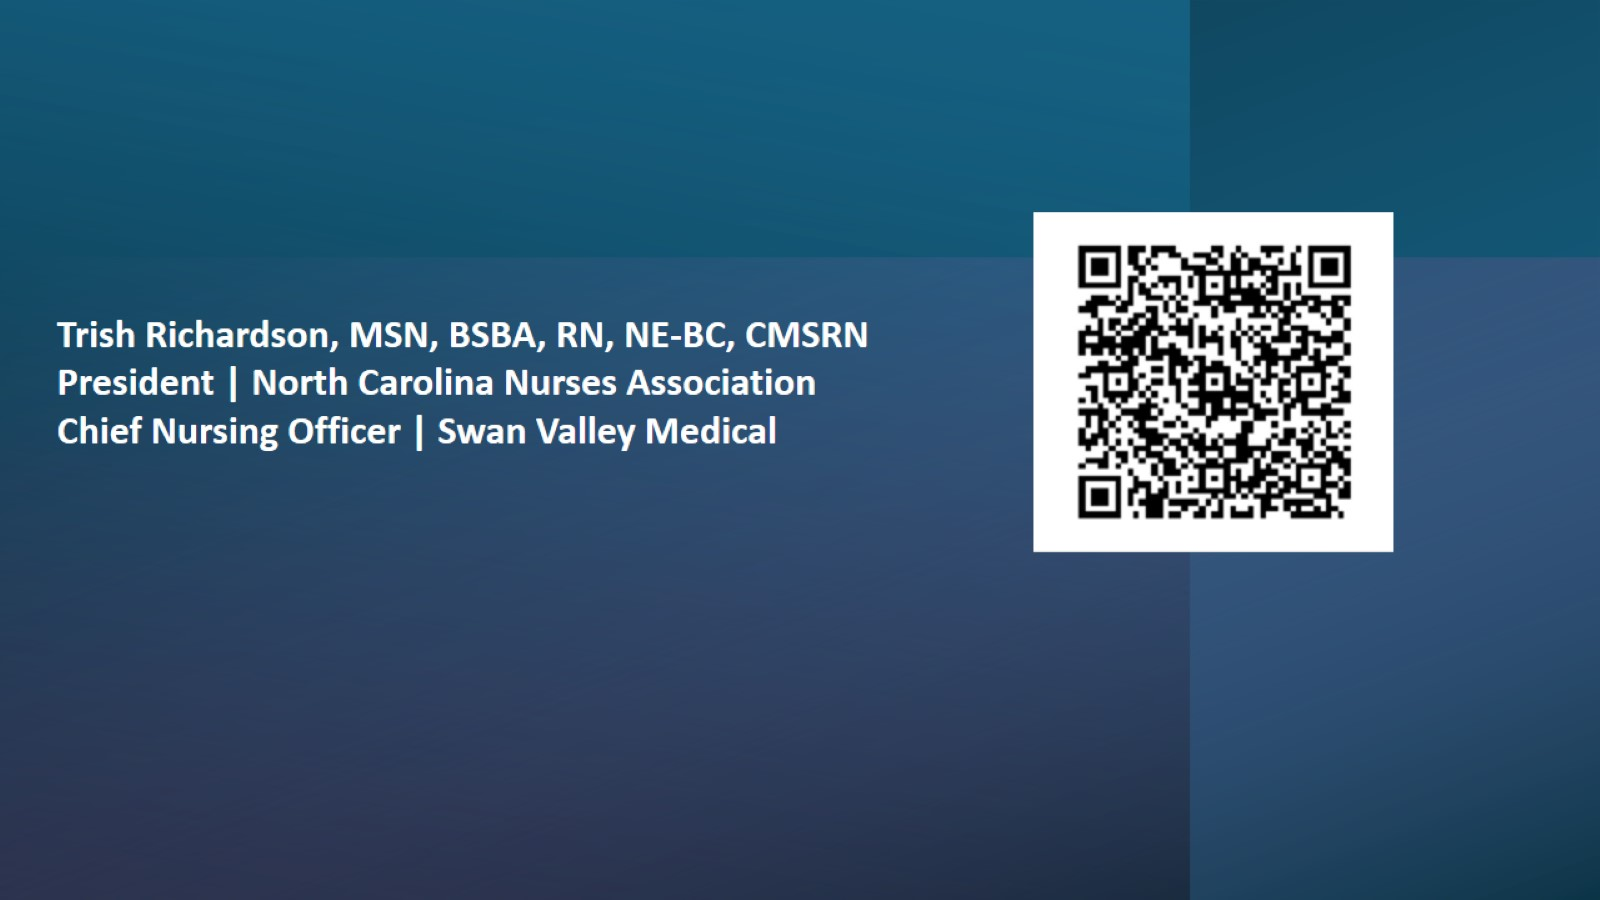 Trish Richardson, MSN, BSBA, RN, NE-BC, CMSRN
President | North Carolina Nurses Association
Chief Nursing Officer | Swan Valley Medical